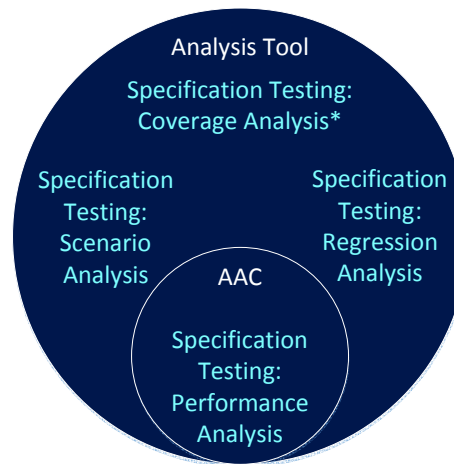 Analysis Tool
Specification Testing:
Coverage Analysis*
Specification
Testing:
Scenario
Analysis
Specification
Testing:
Regression
Analysis
AAC
Specification
Testing:
Performance
Analysis